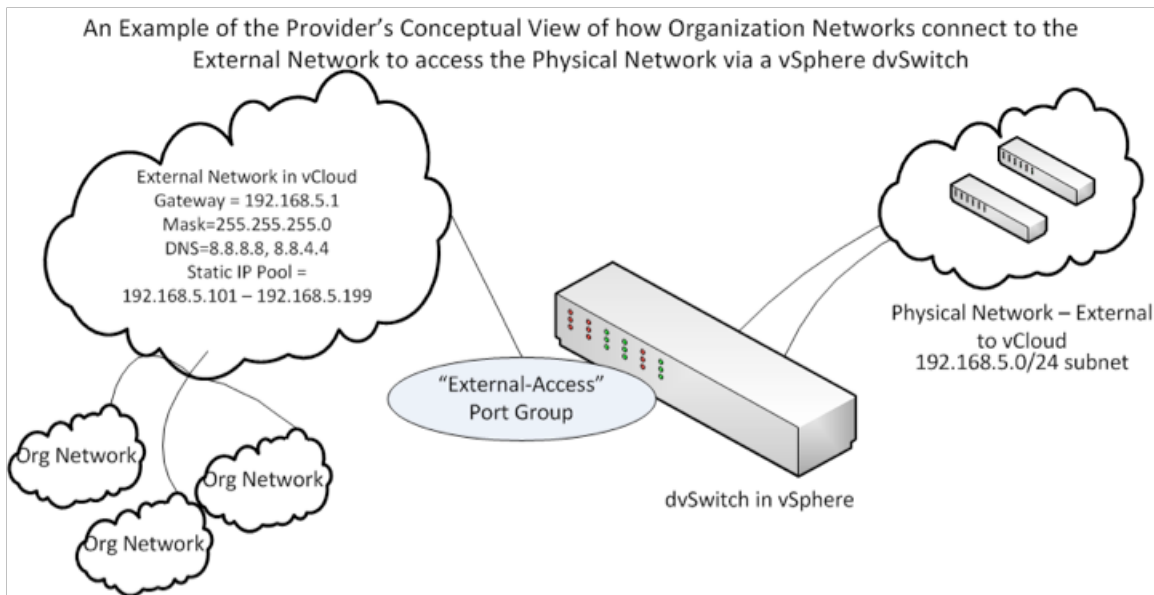 An Example of the Provider's Conceptual View of how Organization Networks connect to the
External Network to access the Physical Network via a vSphere dvSwitch
External Network in vCloud
Gateway = 192.168.5.1
Mask=255.255.255.0
DNS=8.8.8.8, 8.8.4.4
Static IP Pool =
192.168.5.101 – 192.168.5.199
"External-Access"
Port Group
Physical Network – External
to vCloud
192.168.5.0/24 subnet
Org Network
Org Network
Org Network
dvSwitch in vSphere